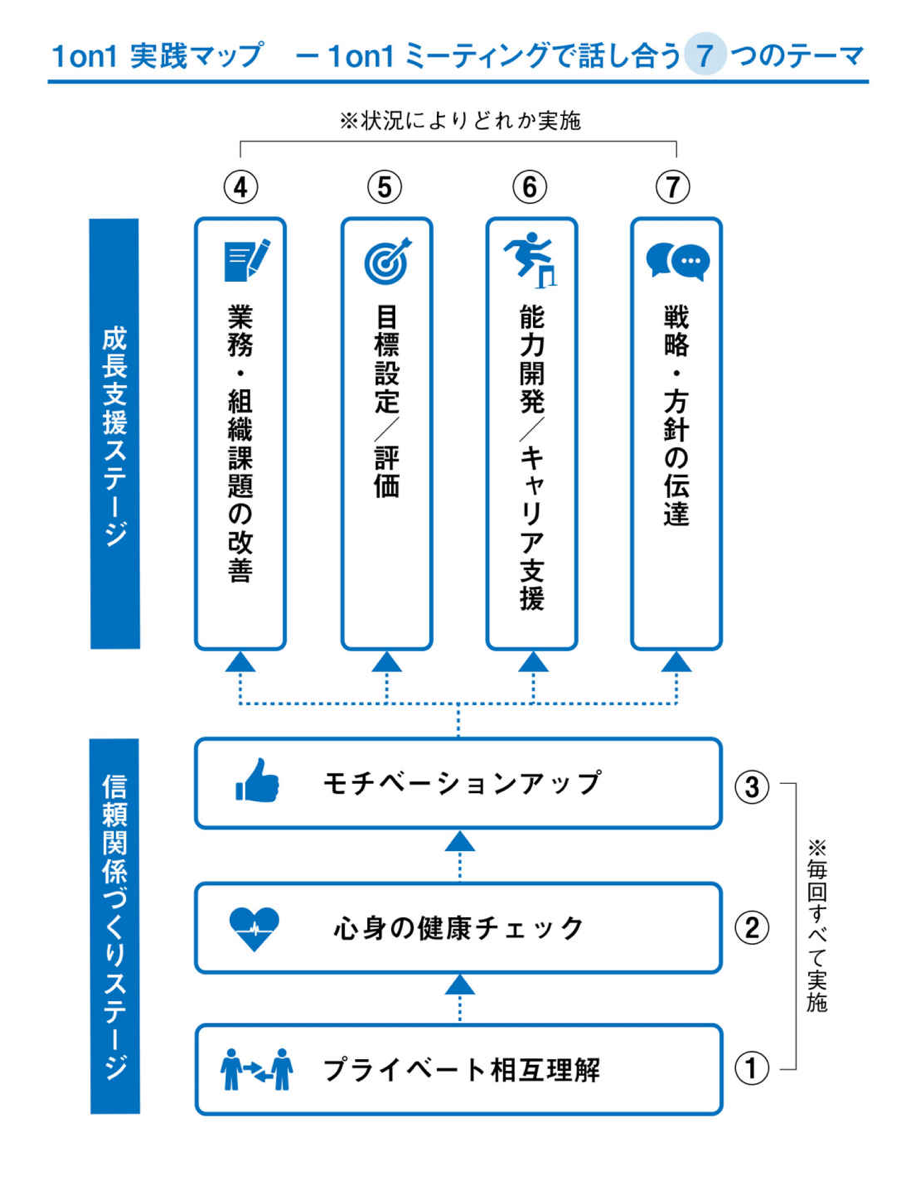 1on1 実践マップ　－1on1 ミーティングで話し合う 7 つのテーマ
※状況によりどれか実施
④
⑤
⑥
⑦
成長支援ステージ
業務・組織課題の改善
目標設定／評価
能力開発／キャリア支援
戦略・方針の伝達
信頼関係づくりステージ
モチベーションアップ
③
心身の健康チェック
②
プライベート相互理解
①
※毎回すべて実施